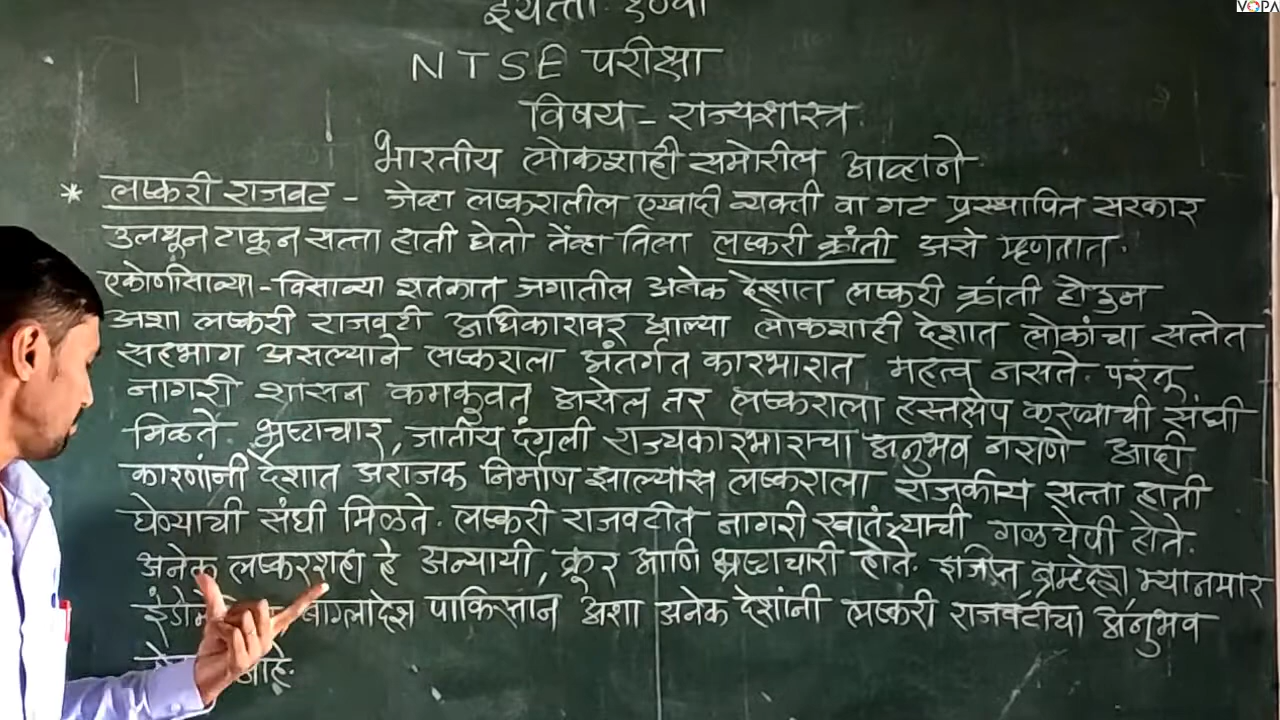 VOPA
इयत्ता १०वी
NTSE परीक्षा
विषय - राज्यशास्त्र.
भारतीय लोकशाही समोरील आव्हाने
* लष्करी राजवट - जेव्हा लष्करातील एखादी व्यक्ती वा गट प्रस्थापित सरकार
उलथून टाकून सत्ता हाती घेतो तेंव्हा तिला लष्करी क्रांती असे म्हणतात.
एकोणिसाव्या - विसाव्या शतकात जगातील अनेक देशात लष्करी क्रांती होऊन
अशा लष्करी राजवटी अधिकारावर आल्या लोकशाही देशात लोकांचा सत्तेत
सहभाग असल्याने लष्कराला अंतर्गत कारभारात महत्व नसते. परंतू
नागरी शासन कमकुवत असेल तर लष्कराला हस्तक्षेप करण्याची संधी
मिळते. भ्रष्टाचार, जातीय दंगली राज्यकारभाराचा अनुभव नसणे आदी
कारणांनी देशात अराजक निर्माण झाल्यास लष्कराला राजकीय सत्ता हाती
घेण्याची संधी मिळते. लष्करी राजवटीत नागरी स्वातंत्र्याची गळचेपी होते.
अनेक लष्करशहा हे अन्यायी, क्रूर आणि भ्रष्टाचारी होते. इजिप्त, ब्रम्हदेश, म्यानमार
बांग्लादेश पाकिस्तान अशा अनेक देशांनी लष्करी राजवटीचा अनुभव
आहे.